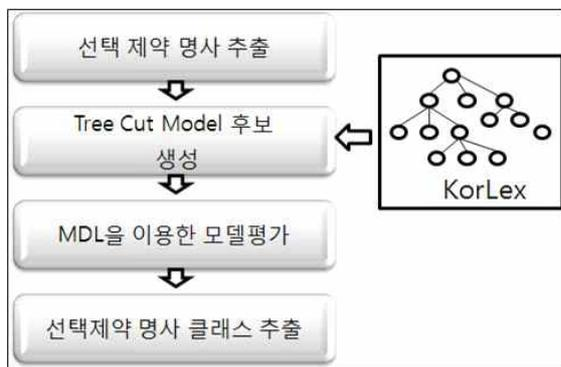 선택 제약 명사 추출
Tree Cut Model 후보
생성
KorLex
MDL을 이용한 모델평가
선택제약 명사 클래스 추출